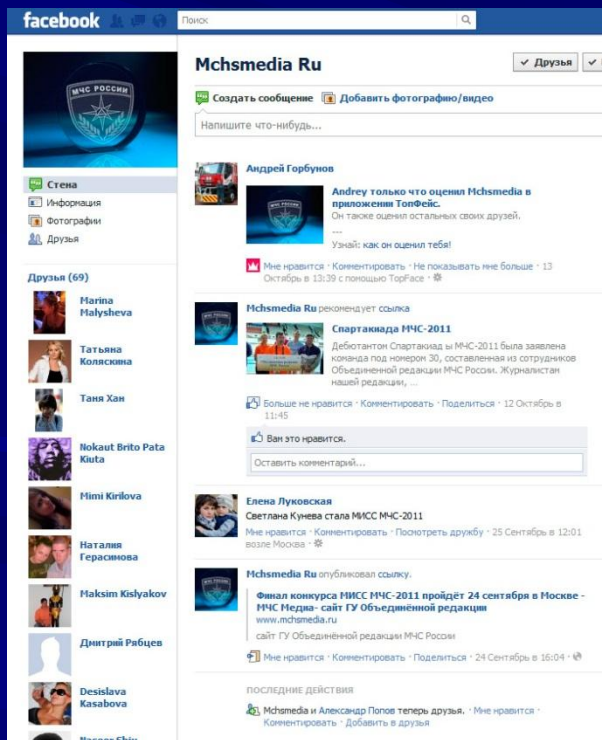 facebook
Поиск
МЧС РОССИИ
Mchsmedia Ru
Друзья
Создать сообщение Добавить фотографию/видео
Напишите что-нибудь...
Стена
Информация
Фотографии
Друзья
Друзья (69)
Marina
Malysheva
Татьяна
Коляскина
Таня Хан
Nokaut Brito Pata
Kiuta
Mimi Kirilova
Наталия
Герасимова
Maksim Kislyakov
Дмитрий Рябцев
Desislava
Kasabova
Андрей Горбунов
Andrey только что оценил Mchsmedia в
приложении ТопФейс.
Он также оценил остальных своих друзей.
---
Узнай: как он оценил тебя!
Мне нравится · Комментировать · Не показывать мне больше · 13
Октябрь в 13:39 с помощью TopFace ·
Mchsmedia Ru рекомендует ссылка
Спартакиада МЧС-2011
Дебютантом Спартакиад ы МЧС-2011 была заявлена
команда под номером 30, составленная из сотрудников
Объединенной редакции МЧС России. Журналистам
нашей редакции, ...
Больше не нравится · Комментировать · Поделиться · 12 Октябрь в
11:45
Вам это нравится.
Оставить комментарий...
Елена Луковская
Светлана Кунева стала МИСС МЧС-2011
Мне нравится · Комментировать · Посмотреть дружбу · 25 Сентябрь в 12:01
возле Москва ·
Mchsmedia Ru опубликовал ссылку.
Финал конкурса МИСС МЧС-2011 пройдёт 24 сентября в Москве -
МЧС Медиа- сайт ГУ Объединённой редакции
www.mchsmedia.ru
сайт ГУ Объединённой редакции МЧС России
Мне нравится · Комментировать · Поделиться · 24 Сентябрь в 16:04 ·
ПОСЛЕДНИЕ ДЕЙСТВИЯ
Mchsmedia и Александр Попов теперь друзья. · Мне нравится ·
Комментировать · Добавить в друзья